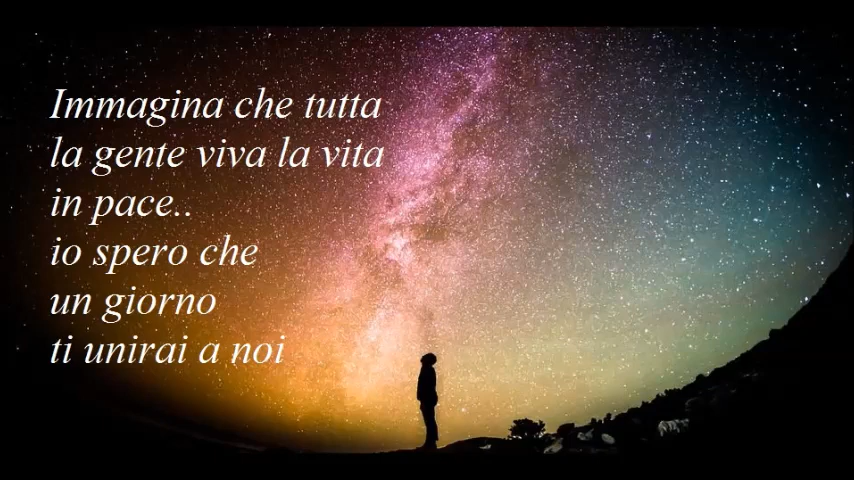 Immagina che tutta
la gente viva la vita
in pace..
io spero che
un giorno
ti unirai a noi